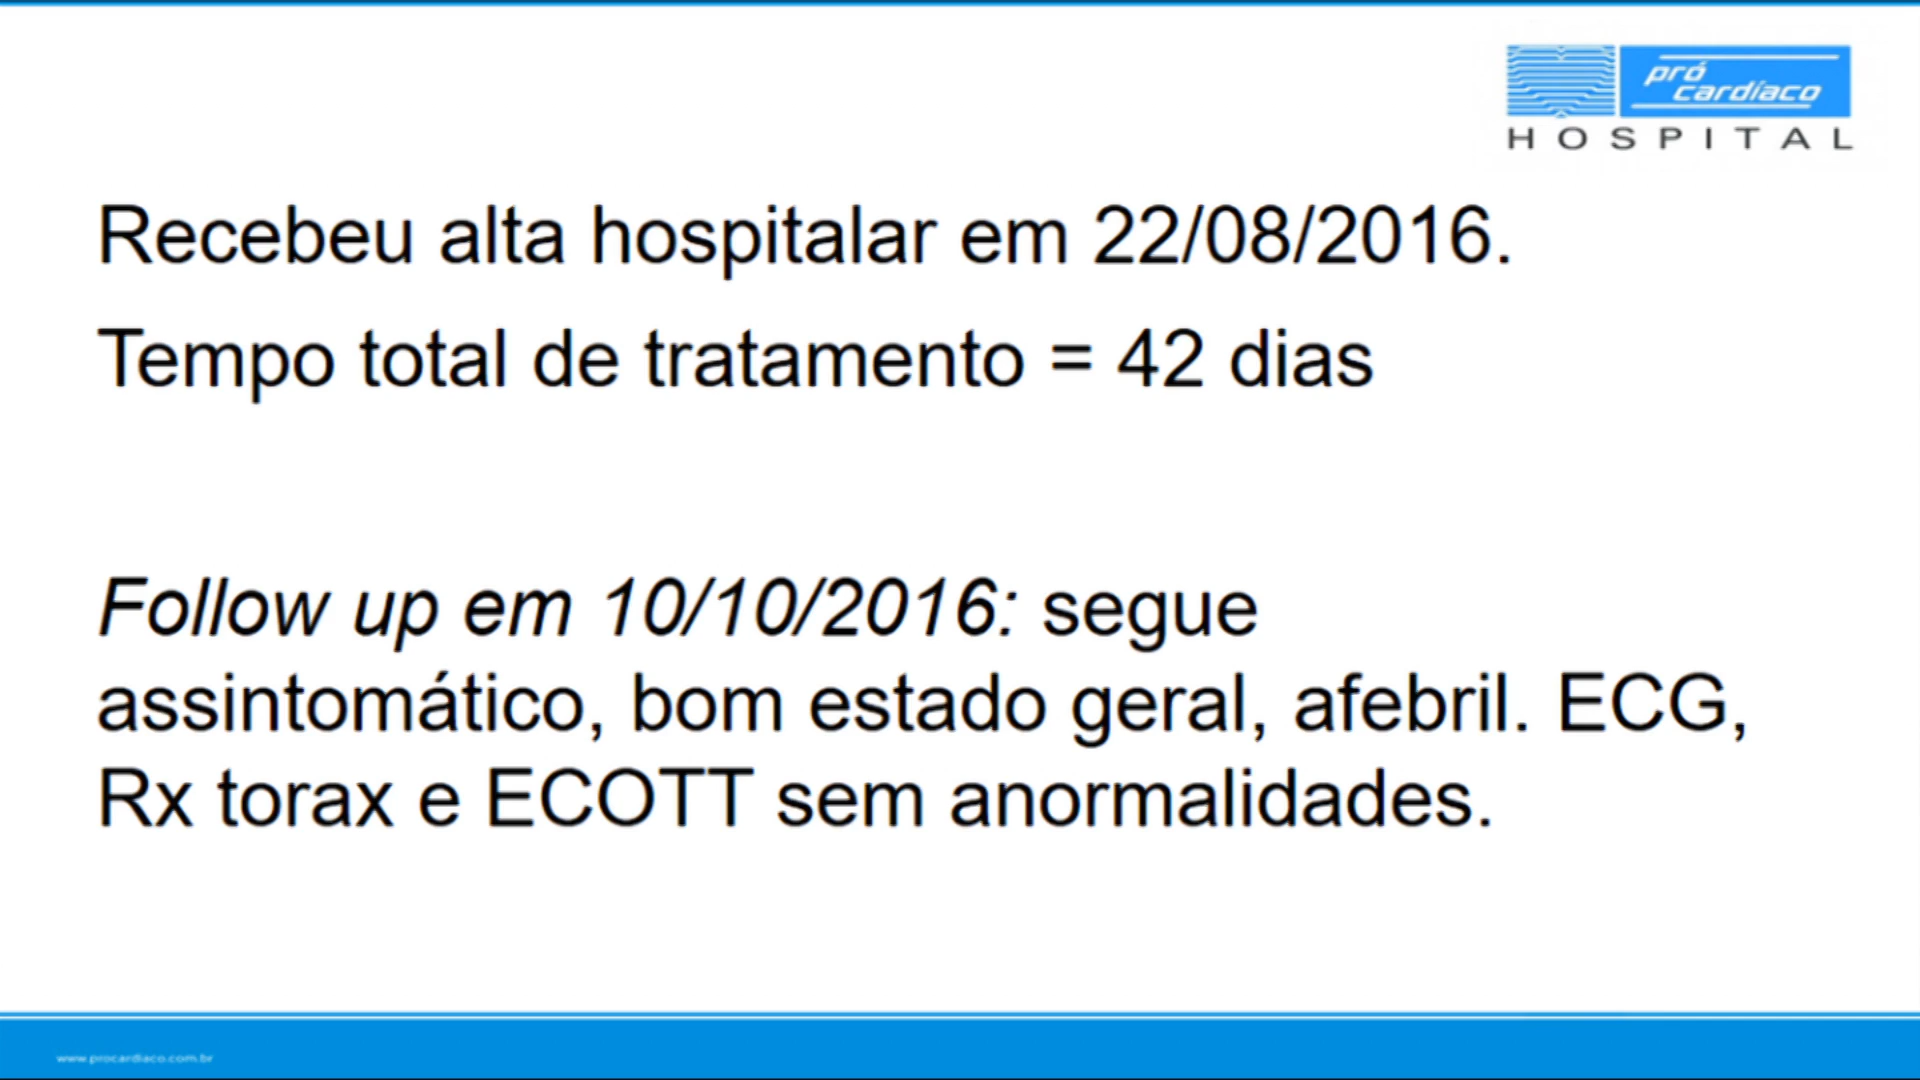 pró
cardíaco
HOSPITAL
Recebeu alta hospitalar em 22/08/2016.
Tempo total de tratamento = 42 dias
Follow up em 10/10/2016: segue
assintomático, bom estado geral, afebril. ECG,
Rx torax e ECOTT sem anormalidades.
www.procardiaco.com.br